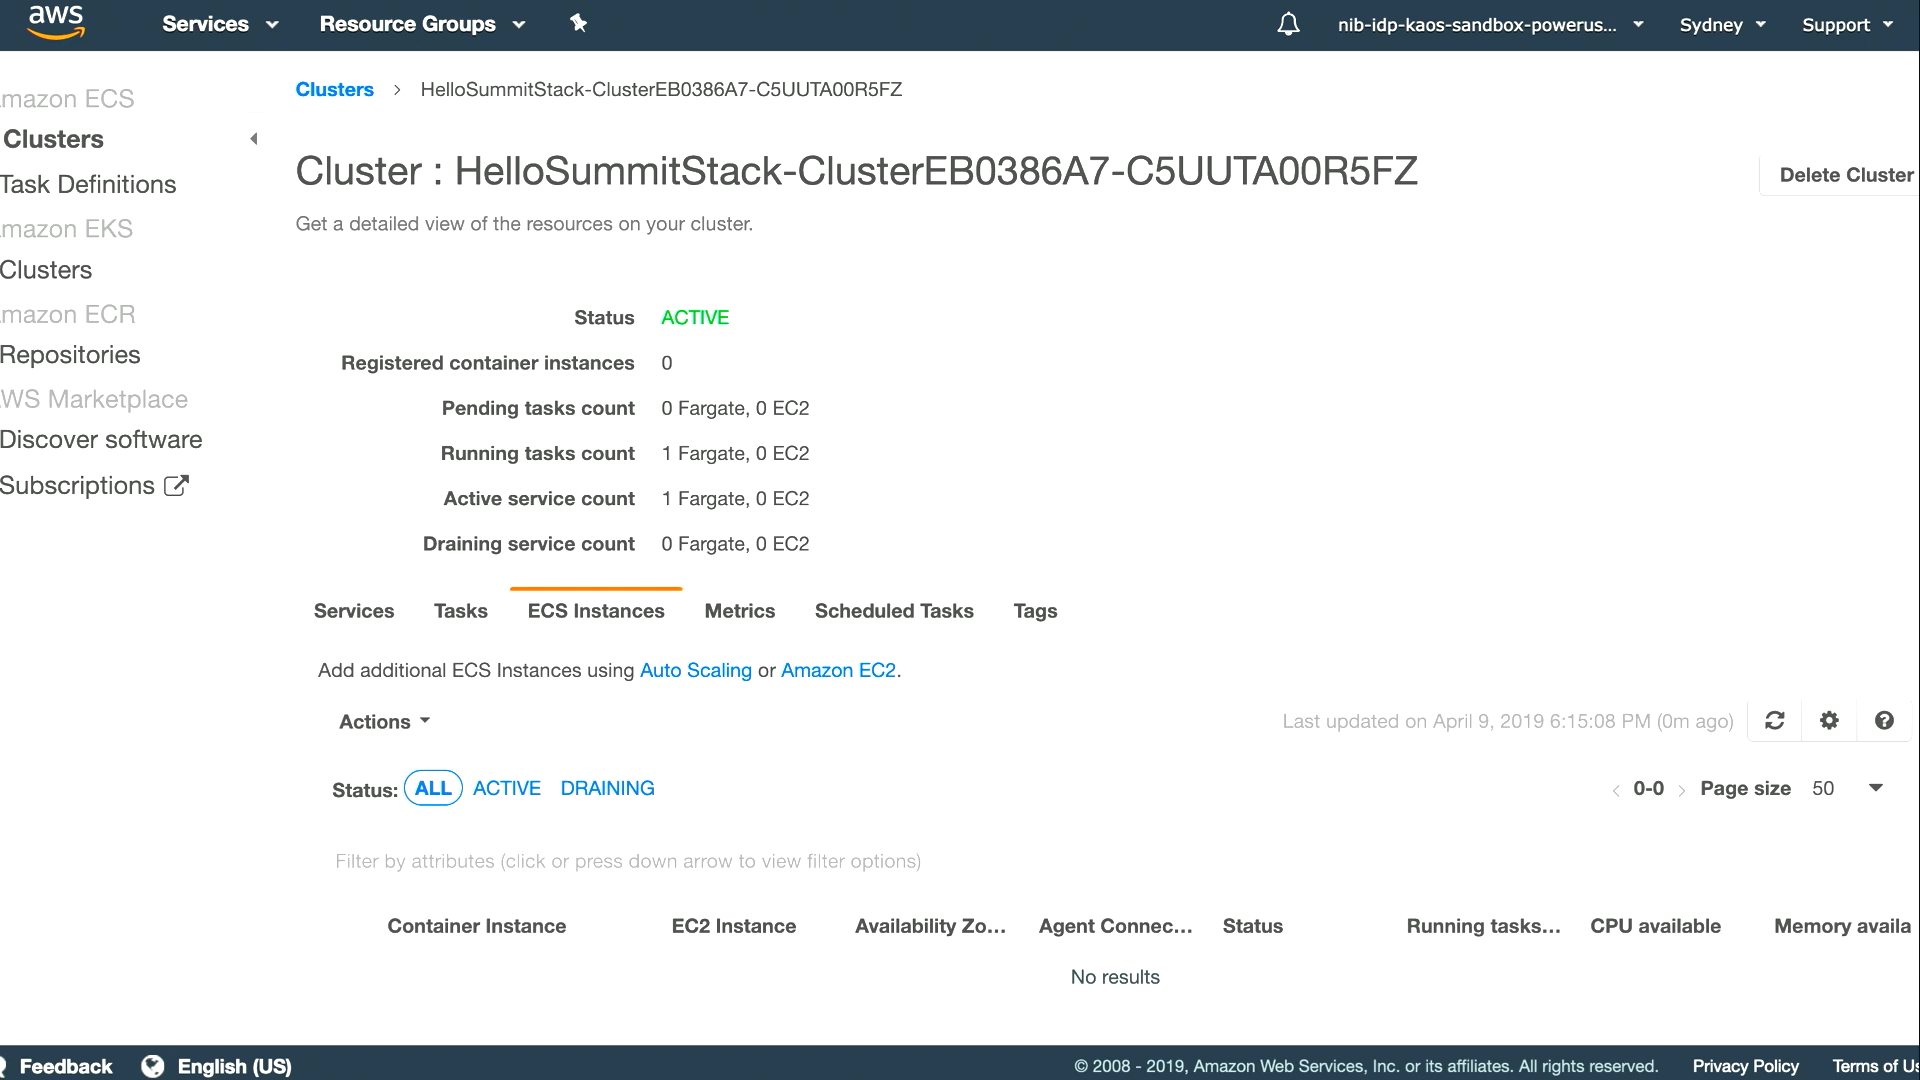 aws Services Resource Groups nib-idp-kaos-sandbox-powerus... Sydney Support
mazon ECS
Clusters
Task Definitions
mazon EKS
Clusters
mazon ECR
Repositories
WS Marketplace
Discover software
Subscriptions
Clusters > HelloSummitStack-ClusterEB0386A7-C5UUTA00R5FZ
Cluster : HelloSummitStack-ClusterEB0386A7-C5UUTA00R5FZ
Delete Cluster
Get a detailed view of the resources on your cluster.
Status ACTIVE
Registered container instances 0
Pending tasks count 0 Fargate, 0 EC2
Running tasks count 1 Fargate, 0 EC2
Active service count 1 Fargate, 0 EC2
Draining service count 0 Fargate, 0 EC2
Services Tasks ECS Instances Metrics Scheduled Tasks Tags
Add additional ECS Instances using Auto Scaling or Amazon EC2.
Actions Last updated on April 9, 2019 6:15:08 PM (0m ago)
Status: ALL ACTIVE DRAINING < 0-0 > Page size 50
Filter by attributes (click or press down arrow to view filter options)
Container Instance EC2 Instance Availability Zo... Agent Connec... Status Running tasks... CPU available Memory availa
No results
Feedback English (US) © 2008 - 2019, Amazon Web Services, Inc. or its affiliates. All rights reserved. Privacy Policy Terms of Us